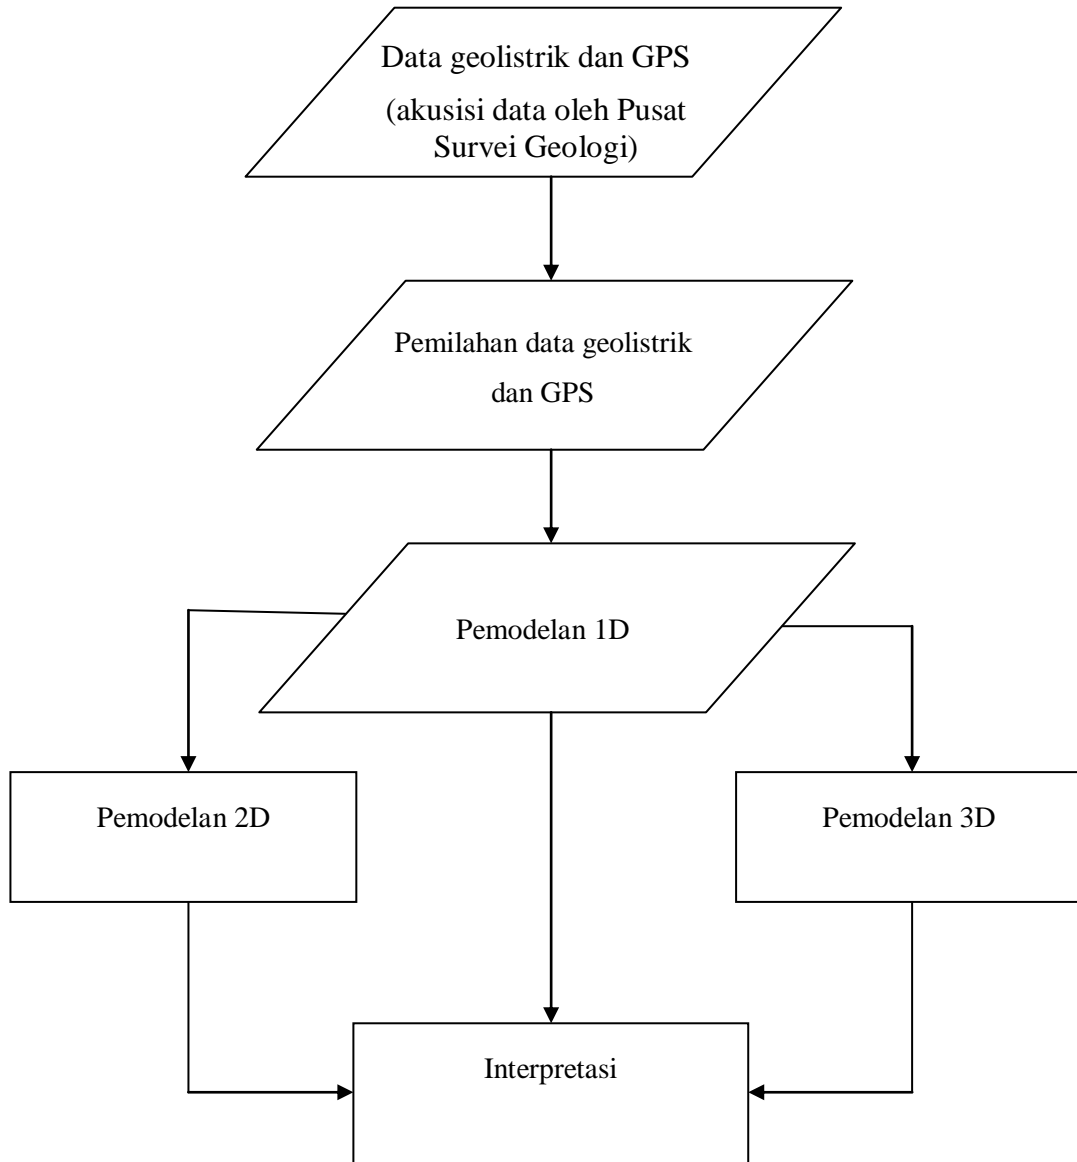 Data geolistrik dan GPS
(akusisi data oleh Pusat
Survei Geologi)
Pemilahan data geolistrik
dan GPS
Pemodelan 1D
Pemodelan 2D
Pemodelan 3D
Interpretasi